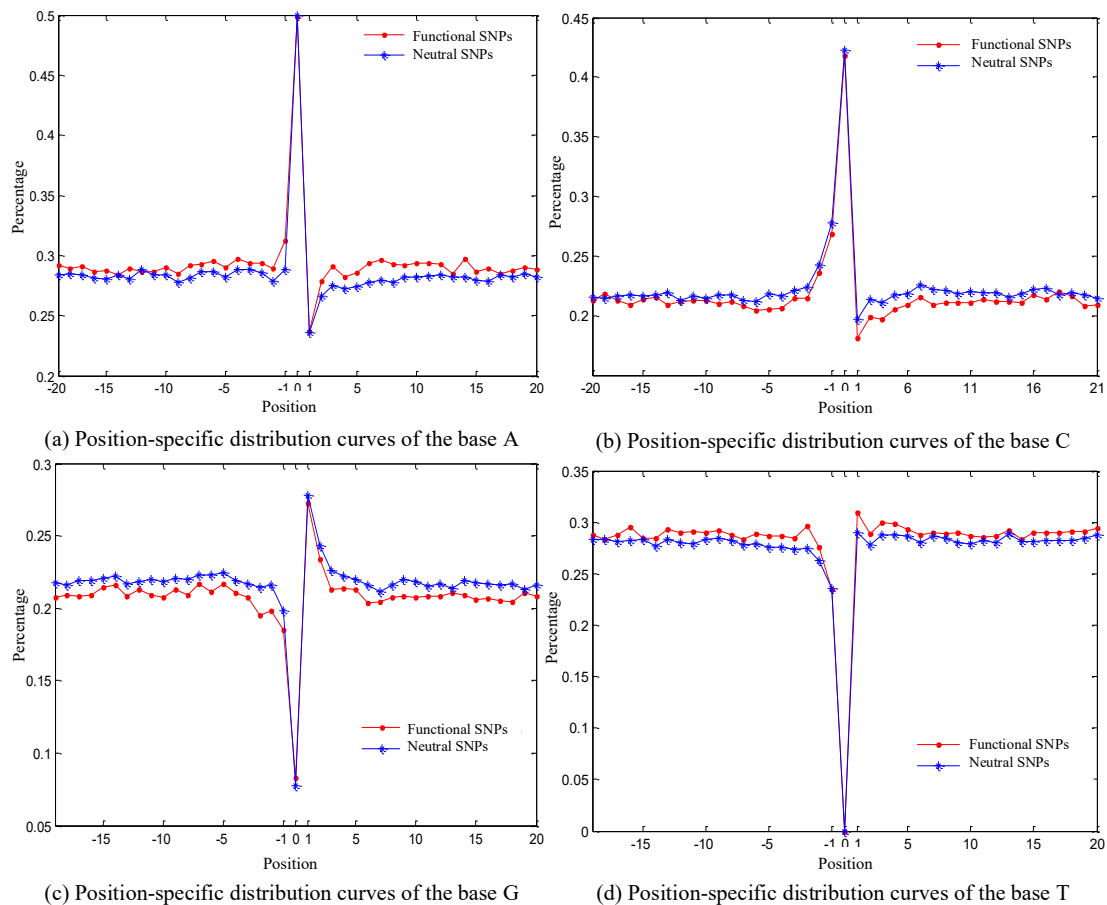 0.5
0.45
0.4
0.35
0.3
0.25
0.2
Percentage
Functional SNPs
Neutral SNPs
-20 -15 -10 -5 -1 0 1 5 10 15 20
Position
(a) Position-specific distribution curves of the base A
0.45
0.4
0.35
0.3
0.25
0.2
Percentage
Functional SNPs
Neutral SNPs
-20 -15 -10 -5 -1 0 1 6 11 16 21
Position
(b) Position-specific distribution curves of the base C
0.3
0.25
0.2
0.15
0.1
0.05
Percentage
Functional SNPs
Neutral SNPs
-15 -10 -5 -1 0 1 5 10 15 20
Position
(c) Position-specific distribution curves of the base G
0.35
0.3
0.25
0.2
0.15
0.1
0.05
0
Percentage
Functional SNPs
Neutral SNPs
-15 -10 -5 -1 0 1 5 10 15 20
Position
(d) Position-specific distribution curves of the base T